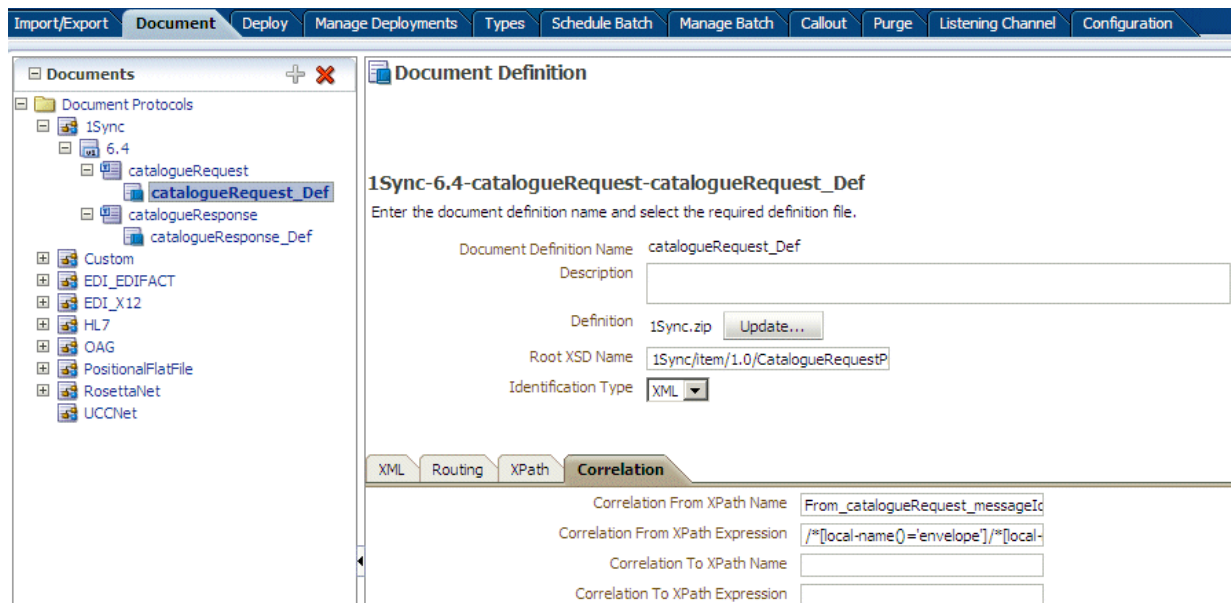 Import/Export Document Deploy Manage Deployments Types Schedule Batch Manage Batch Callout Purge Listening Channel Configuration
Documents
Document Protocols
1Sync
6.4
catalogueRequest
catalogueRequest_Def
catalogueResponse
catalogueResponse_Def
Custom
EDI_EDIFACT
EDI_X12
HL7
OAG
PositionalFlatFile
RosettaNet
UCCNet
Document Definition
1Sync-6.4-catalogueRequest-catalogueRequest_Def
Enter the document definition name and select the required definition file.
Document Definition Name catalogueRequest_Def
Description
Definition 1Sync.zip Update...
Root XSD Name 1Sync/item/1.0/CatalogueRequestP
Identification Type XML
XML Routing XPath Correlation
Correlation From XPath Name From_catalogueRequest_messageId
Correlation From XPath Expression /*[local-name()='envelope']/*[local-
Correlation To XPath Name
Correlation To XPath Expression